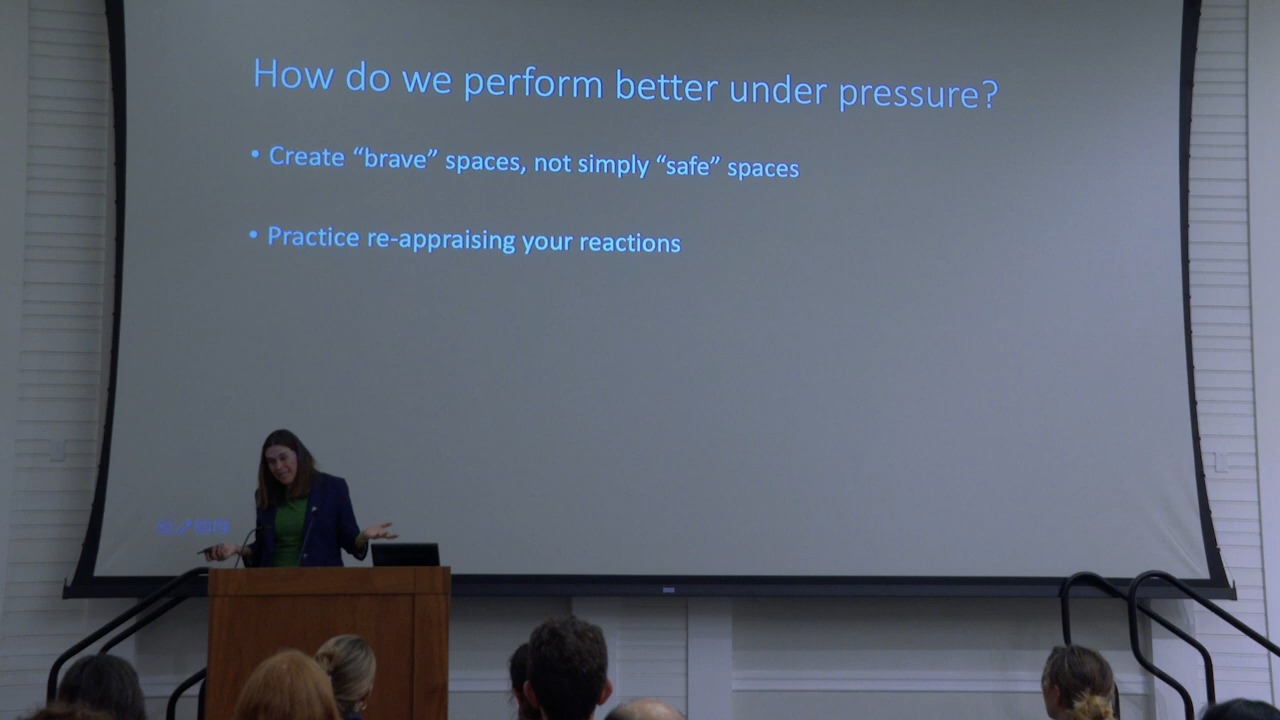 How do we perform better under pressure?
• Create “brave” spaces, not simply “safe” spaces
• Practice re-appraising your reactions